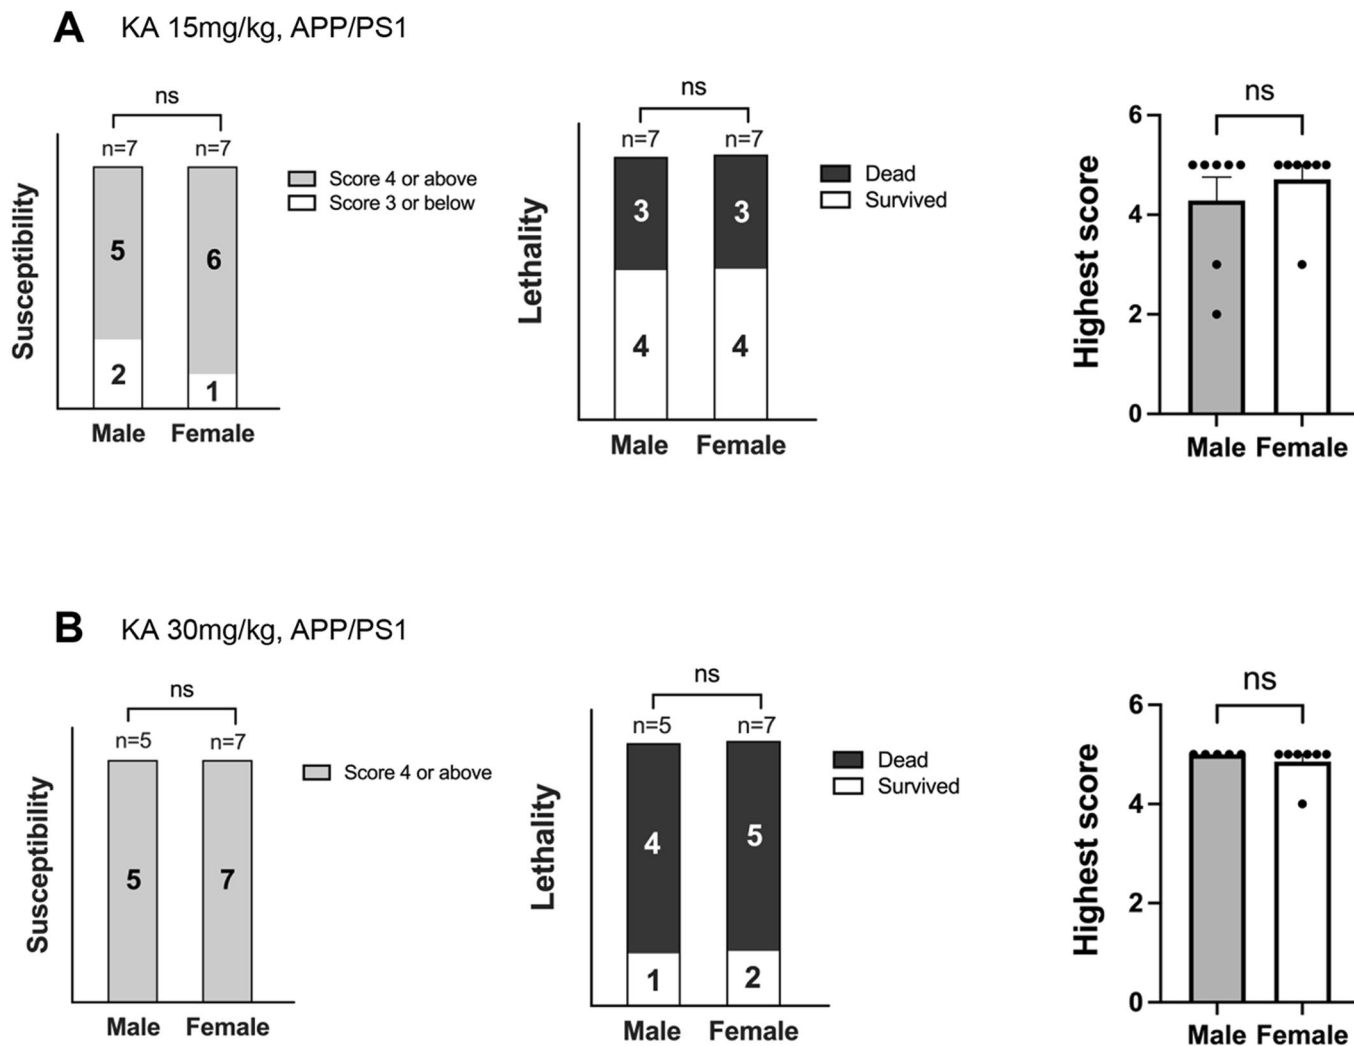 A KA 15mg/kg, APP/PS1
Susceptibility
ns
n=7 n=7
5 6
2 1
Male Female
Score 4 or above
Score 3 or below
Lethality
ns
n=7 n=7
3 3
4 4
Male Female
Dead
Survived
Highest score
ns
6
4
2
0
Male Female
B KA 30mg/kg, APP/PS1
Susceptibility
ns
n=5 n=7
5 7
Male Female
Score 4 or above
Lethality
ns
n=5 n=7
4 5
1 2
Male Female
Dead
Survived
Highest score
ns
6
4
2
0
Male Female